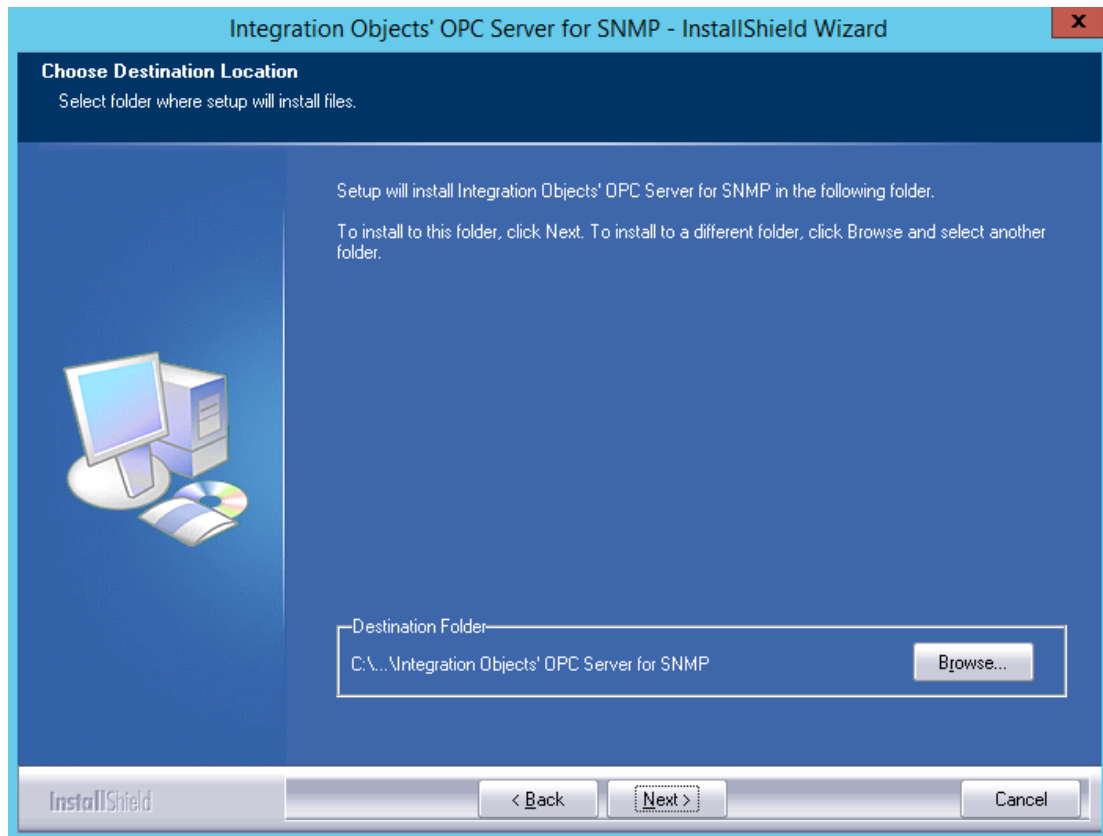 Integration Objects' OPC Server for SNMP - InstallShield Wizard
x
Choose Destination Location
Select folder where setup will install files.
Setup will install Integration Objects' OPC Server for SNMP in the following folder.
To install to this folder, click Next. To install to a different folder, click Browse and select another
folder.
Destination Folder
C:\...\Integration Objects' OPC Server for SNMP
Browse...
InstallShield
< Back
Next >
Cancel